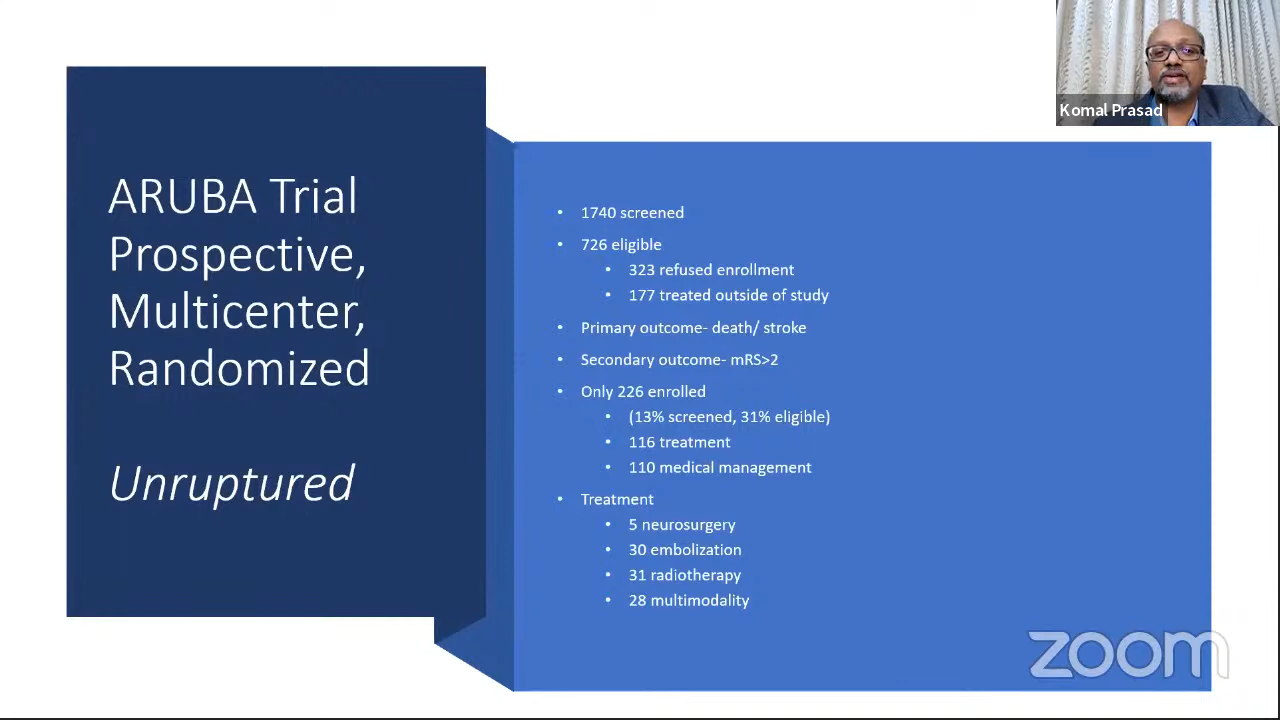 Komal Prasad
ARUBA Trial
Prospective,
Multicenter,
Randomized
Unruptured
• 1740 screened
• 726 eligible
• 323 refused enrollment
• 177 treated outside of study
• Primary outcome- death/ stroke
• Secondary outcome- mRS>2
• Only 226 enrolled
• (13% screened, 31% eligible)
• 116 treatment
• 110 medical management
• Treatment
• 5 neurosurgery
• 30 embolization
• 31 radiotherapy
• 28 multimodality
zoom